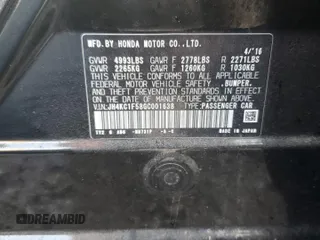 4/'16
MFD. BY HONDA MOTOR CO.,LTD.
GVWR 4993LBS GAWR F 2778LBS R 2271LBS
GVWR 2265KG GAWR F 1260KG R 1030KG
THIS VEHICLE CONFORMS TO ALL APPLICABLE
FEDERAL MOTOR VEHICLE SAFETY, BUMPER,
AND THEFT PREVENTION STANDARDS IN EFFECT
ON THE DATE OF MANUFACTURE SHOWN ABOVE.
V.I.N:JH4KC1F58GC001638 TYPE:PASSENGER CAR
MADE IN JAPAN
DREAMBID